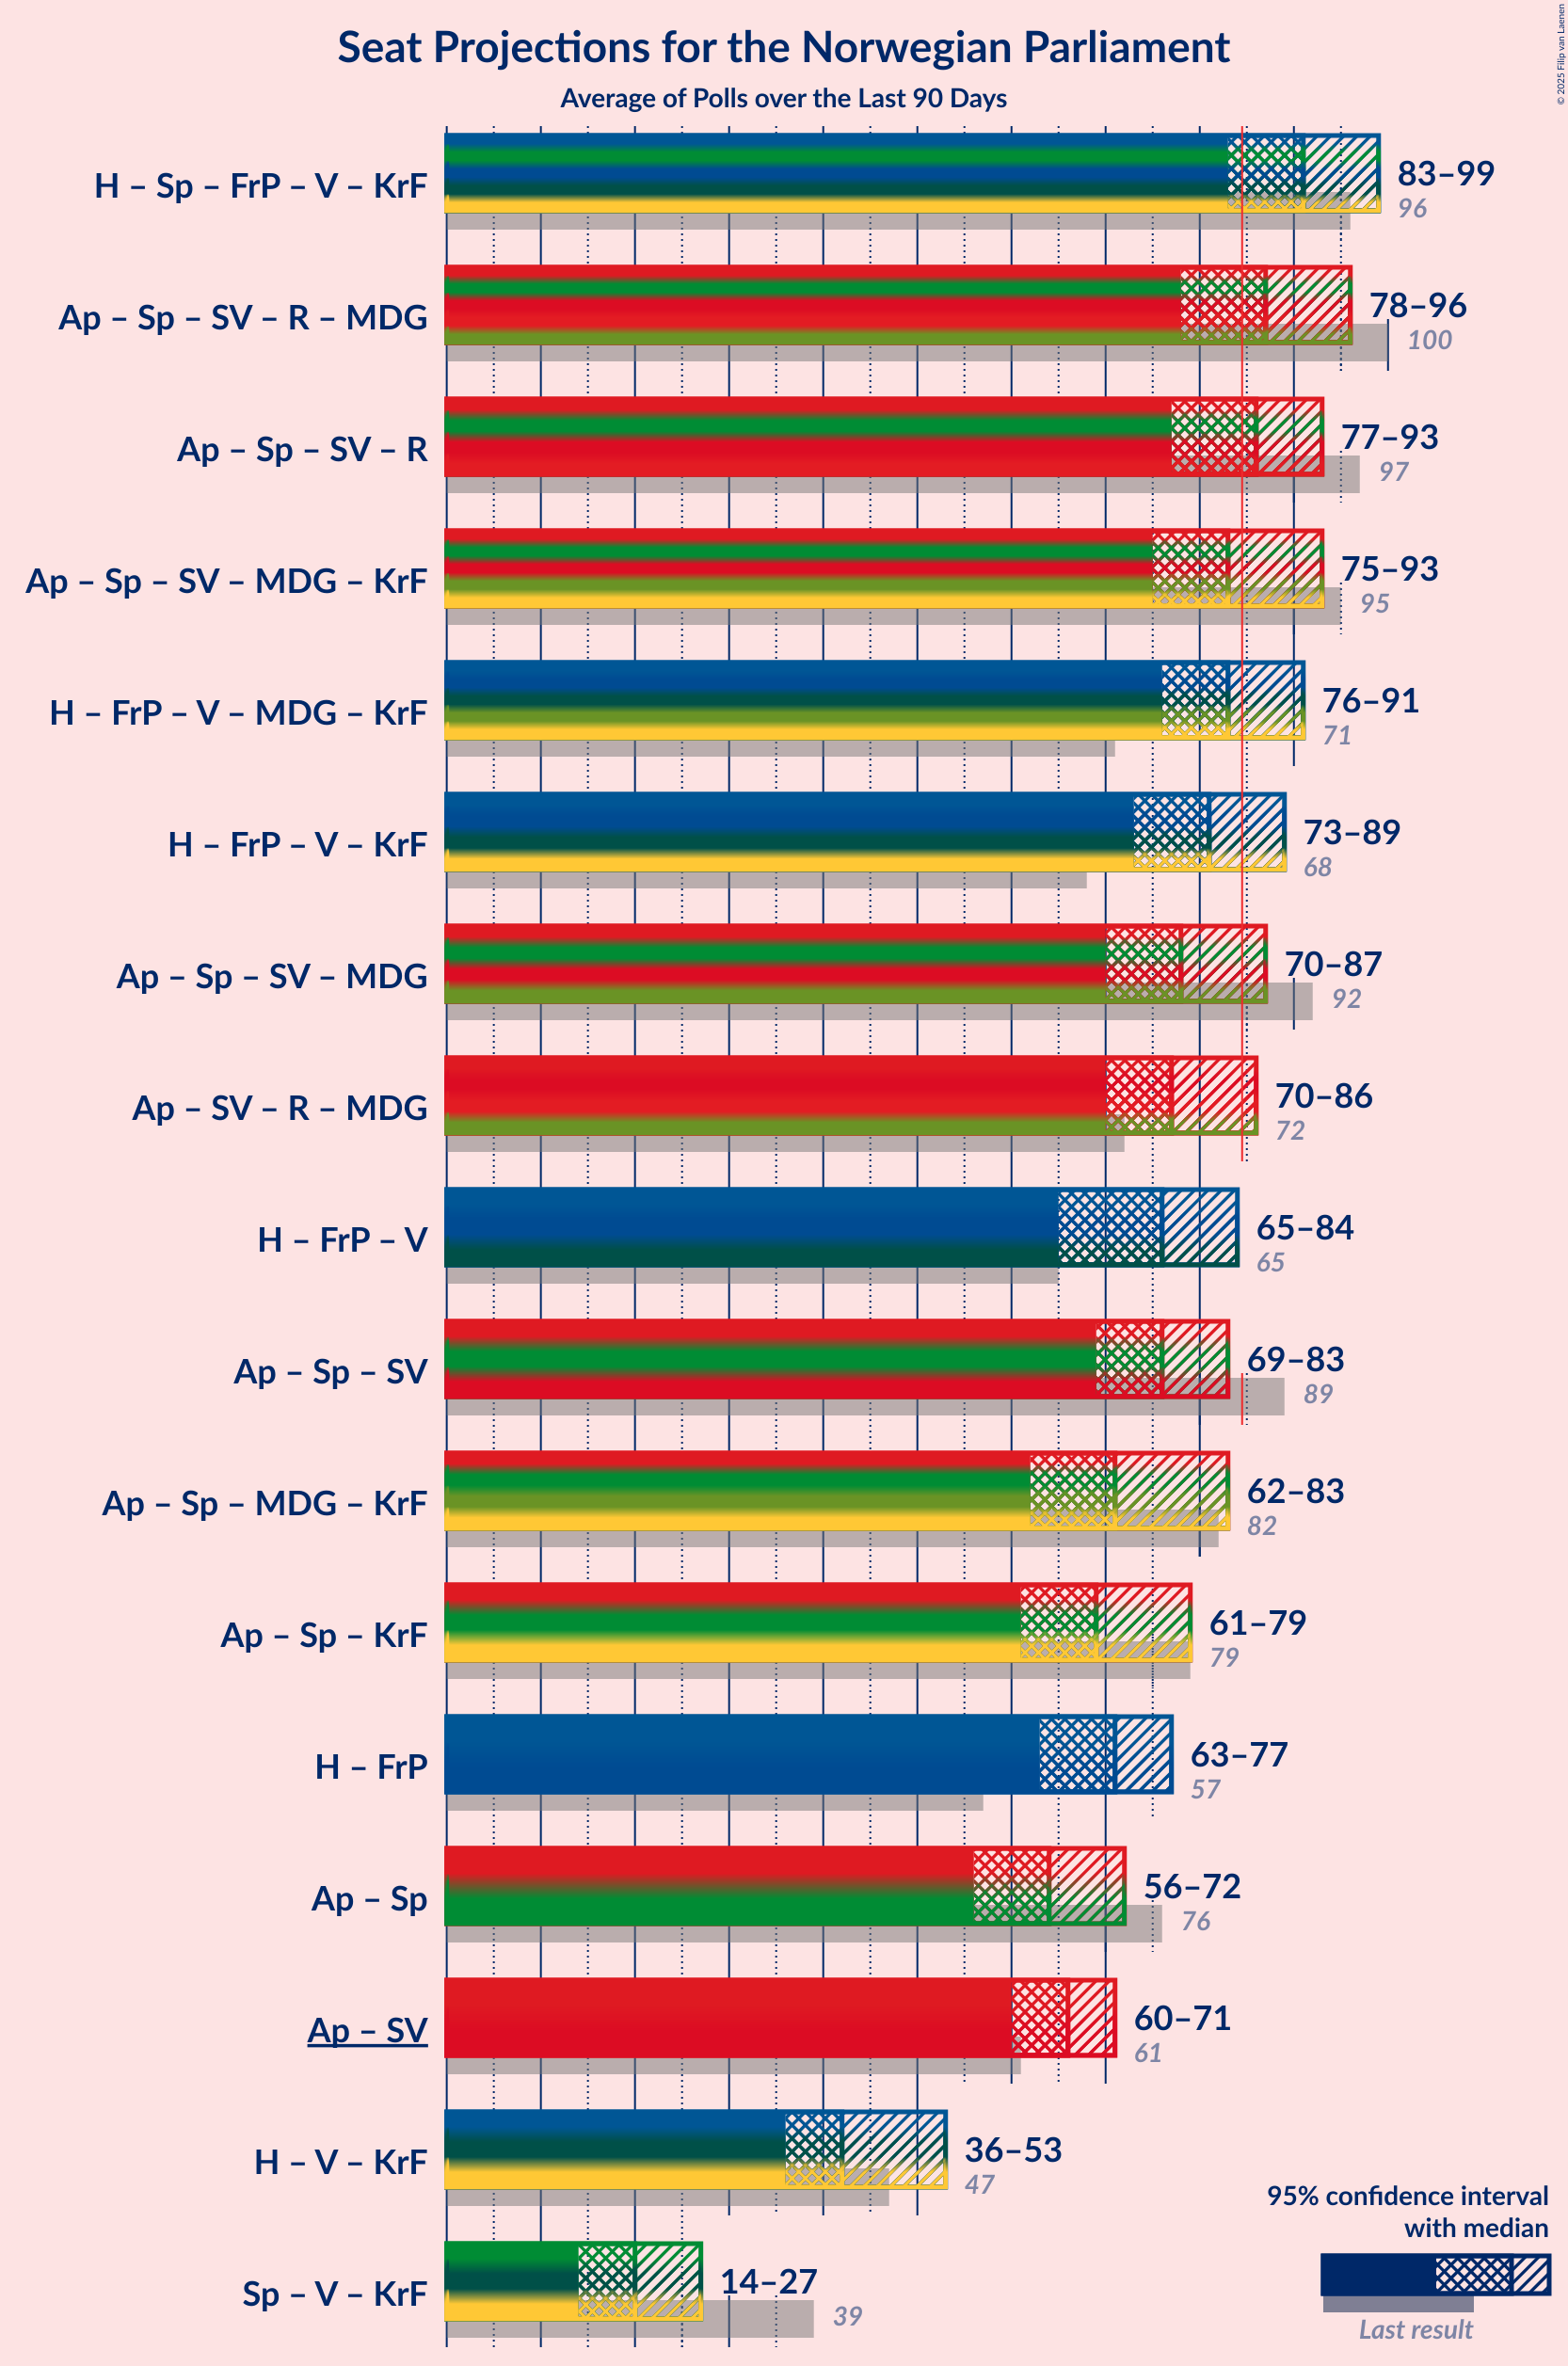 © 2025 Filip van Laenen
Seat Projections for the Norwegian Parliament
Average of Polls over the Last 90 Days
H – Sp – FrP – V – KrF
83–99
96
Ap – Sp – SV – R – MDG
78–96
100
Ap – Sp – SV – R
77–93
97
Ap – Sp – SV – MDG – KrF
75–93
95
H – FrP – V – MDG – KrF
76–91
71
H – FrP – V – KrF
73–89
68
Ap – Sp – SV – MDG
70–87
92
Ap – SV – R – MDG
70–86
72
H – FrP – V
65–84
65
Ap – Sp – SV
69–83
89
Ap – Sp – MDG – KrF
62–83
82
Ap – Sp – KrF
61–79
79
H – FrP
63–77
57
Ap – Sp
56–72
76
Ap – SV
60–71
61
H – V – KrF
36–53
47
Sp – V – KrF
14–27
39
95% confidence interval
with median
Last result